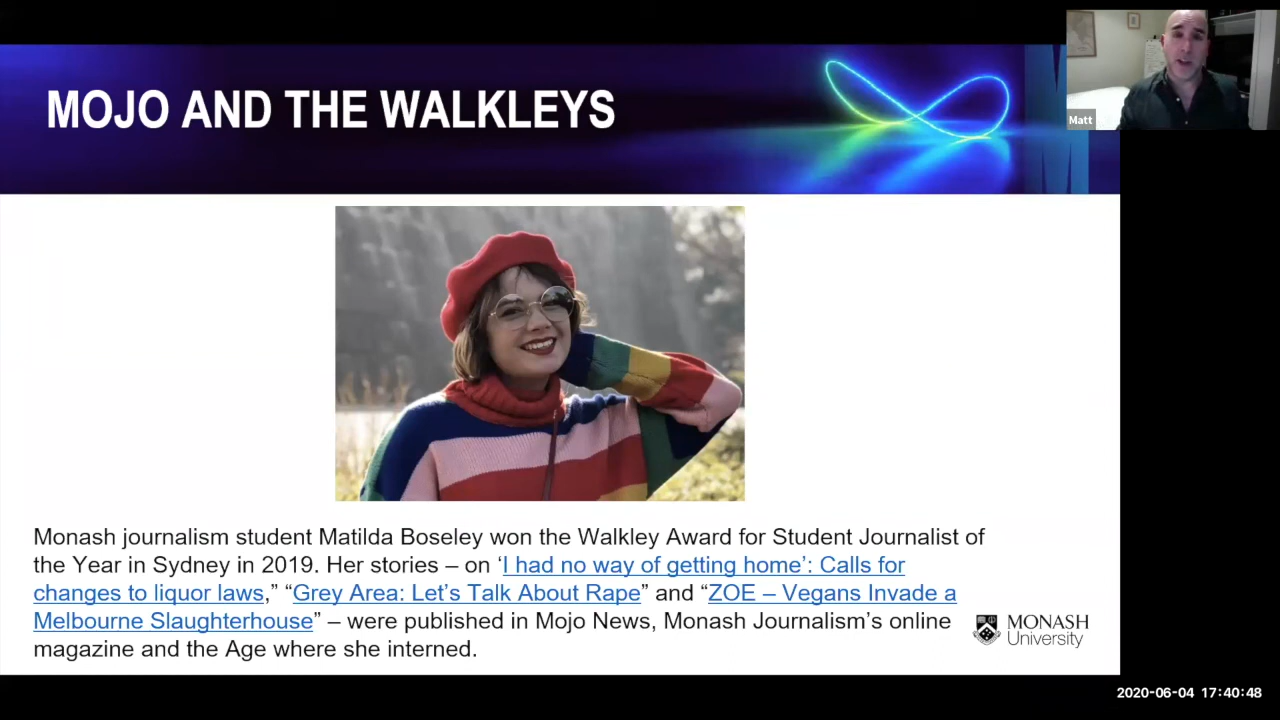 MOJO AND THE WALKLEYS
Matt
Monash journalism student Matilda Boseley won the Walkley Award for Student Journalist of
the Year in Sydney in 2019. Her stories – on ‘I had no way of getting home’: Calls for
changes to liquor laws,” “Grey Area: Let’s Talk About Rape” and “ZOE – Vegans Invade a
Melbourne Slaughterhouse” – were published in Mojo News, Monash Journalism’s online
magazine and the Age where she interned.
MONASH
University
2020-06-04 17:40:48